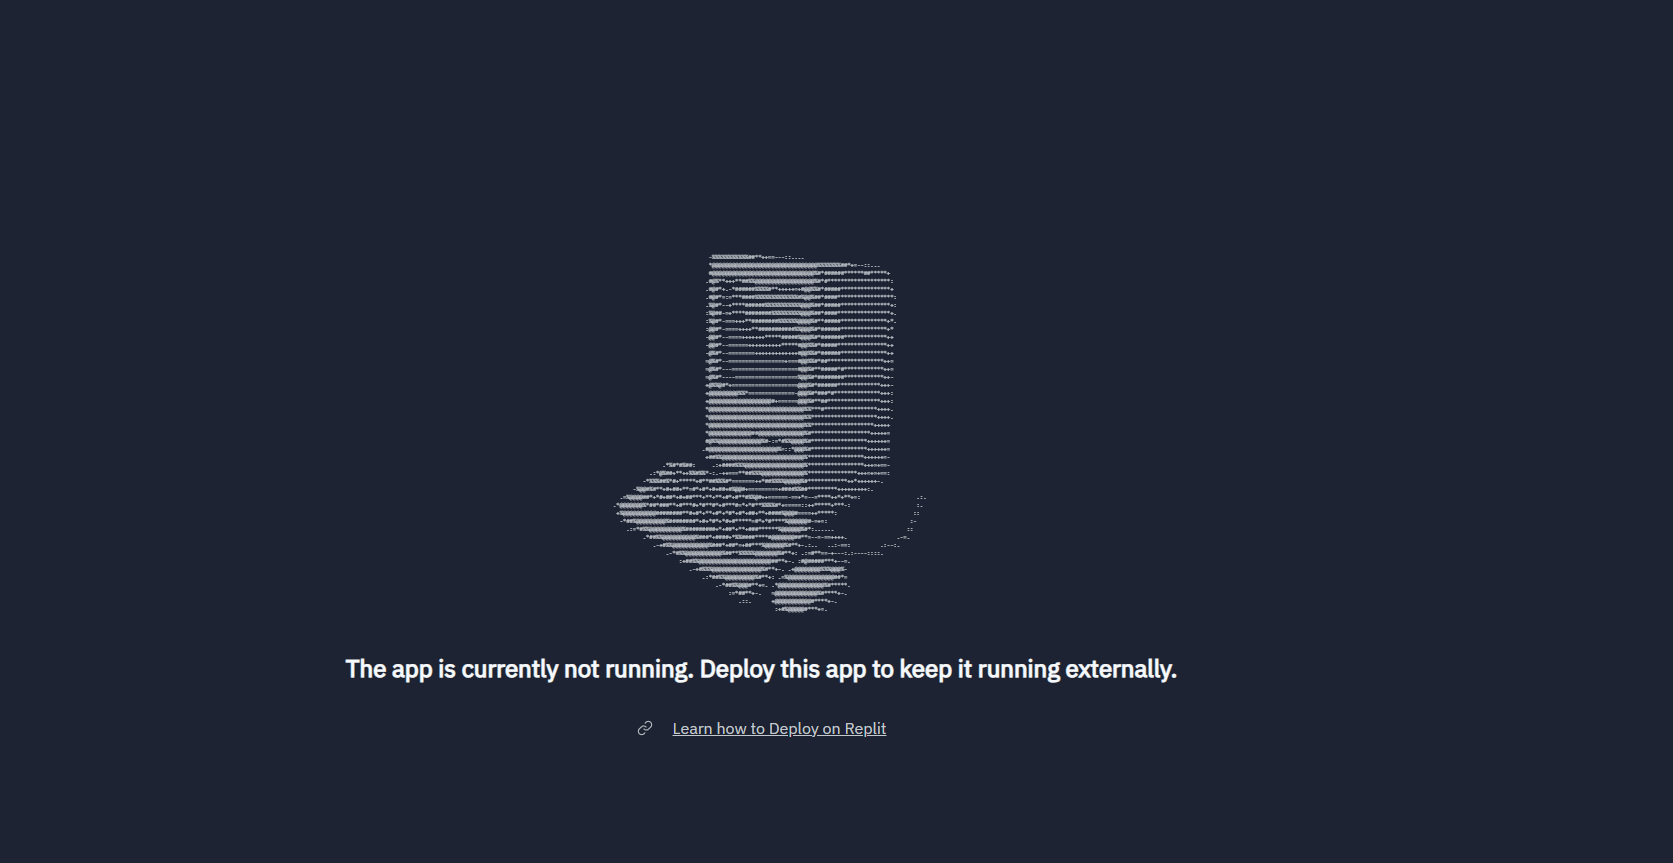 The app is currently not running. Deploy this app to keep it running externally.
Learn how to Deploy on Replit